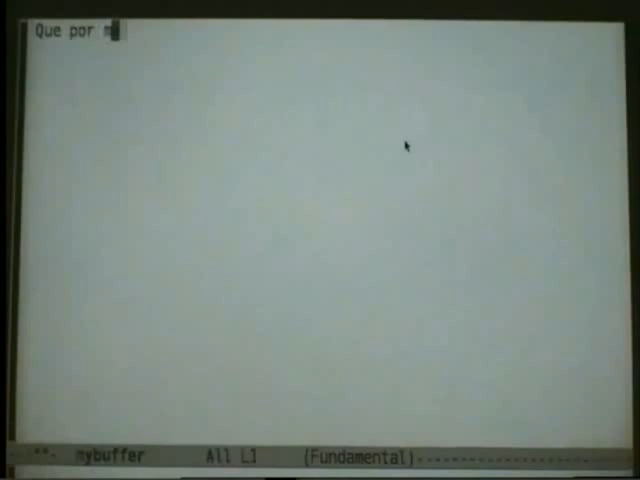 Que por m
-:**-  mybuffer    All L1    (Fundamental)--------------------